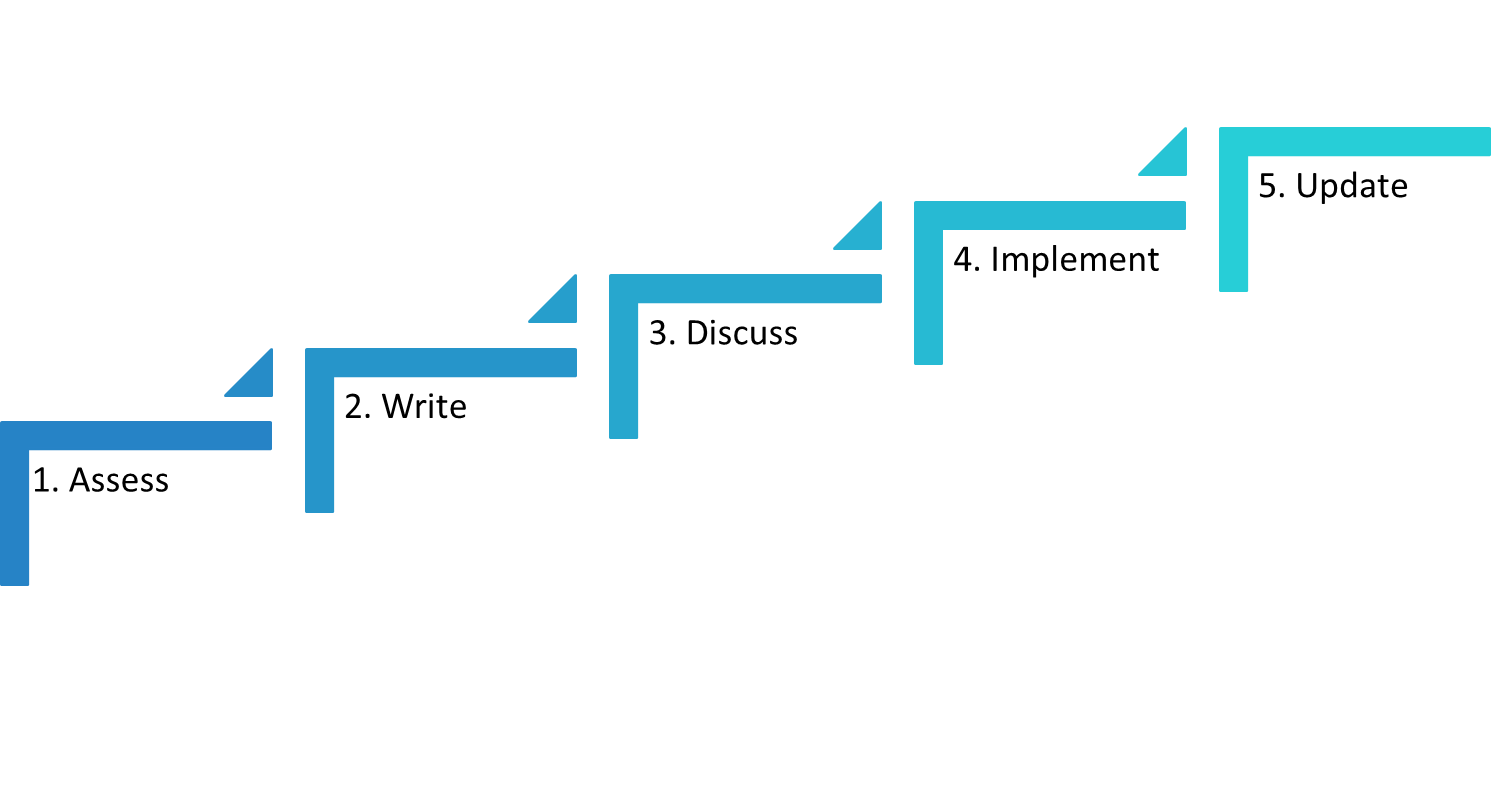 1. Assess
2. Write
3. Discuss
4. Implement
5. Update